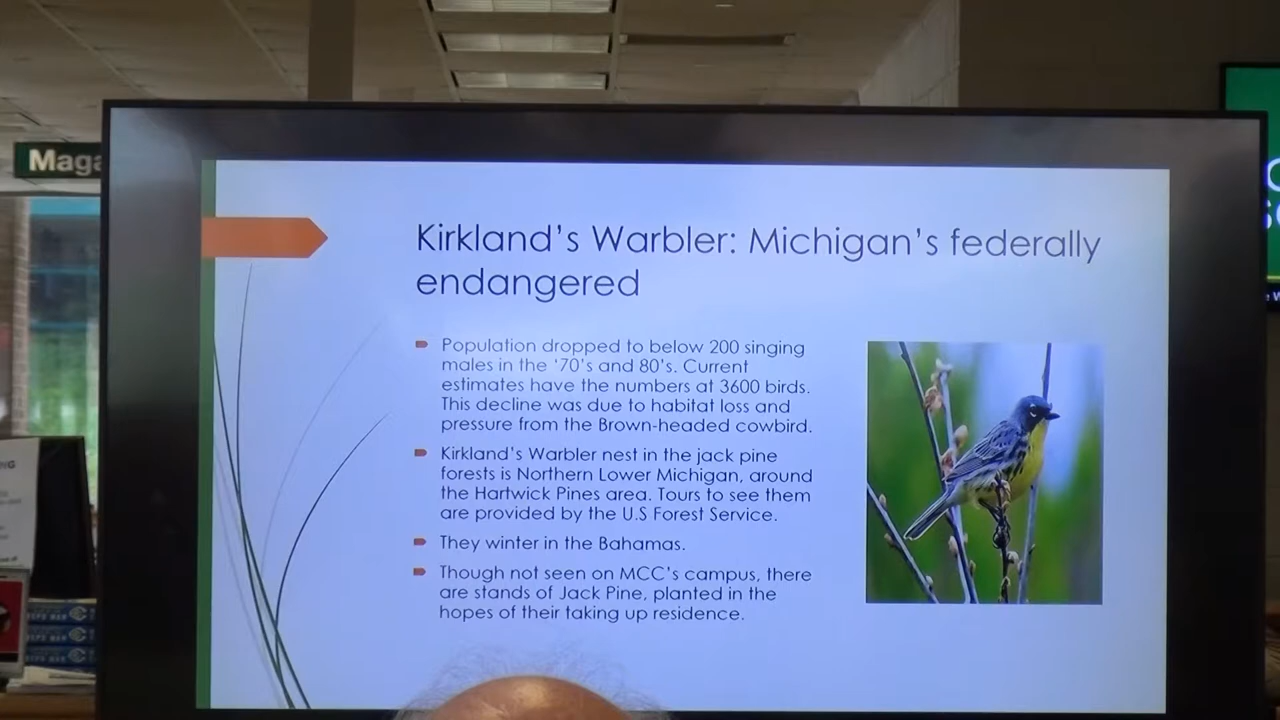 Maga
Kirkland's Warbler: Michigan's federally
endangered
Population dropped to below 200 singing
males in the '70's and 80's. Current
estimates have the numbers at 3600 birds.
This decline was due to habitat loss and
pressure from the Brown-headed cowbird.
Kirkland's Warbler nest in the jack pine
forests is Northern Lower Michigan, around
the Hartwick Pines area. Tours to see them
are provided by the U.S Forest Service.
They winter in the Bahamas.
Though not seen on MCC's campus, there
are stands of Jack Pine, planted in the
hopes of their taking up residence.